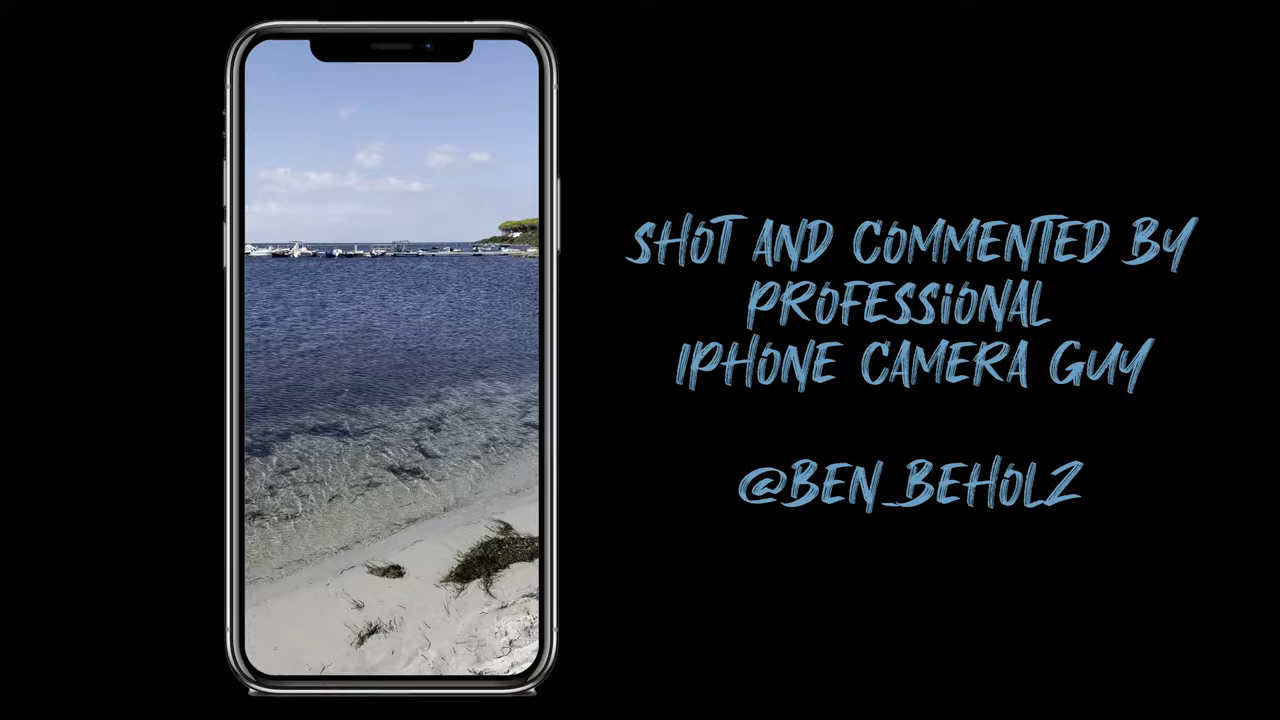 SHOT AND COMMENTED BY
PROFESSIONAL
IPHONE CAMERA GUY
@BEN_BEHOLZ